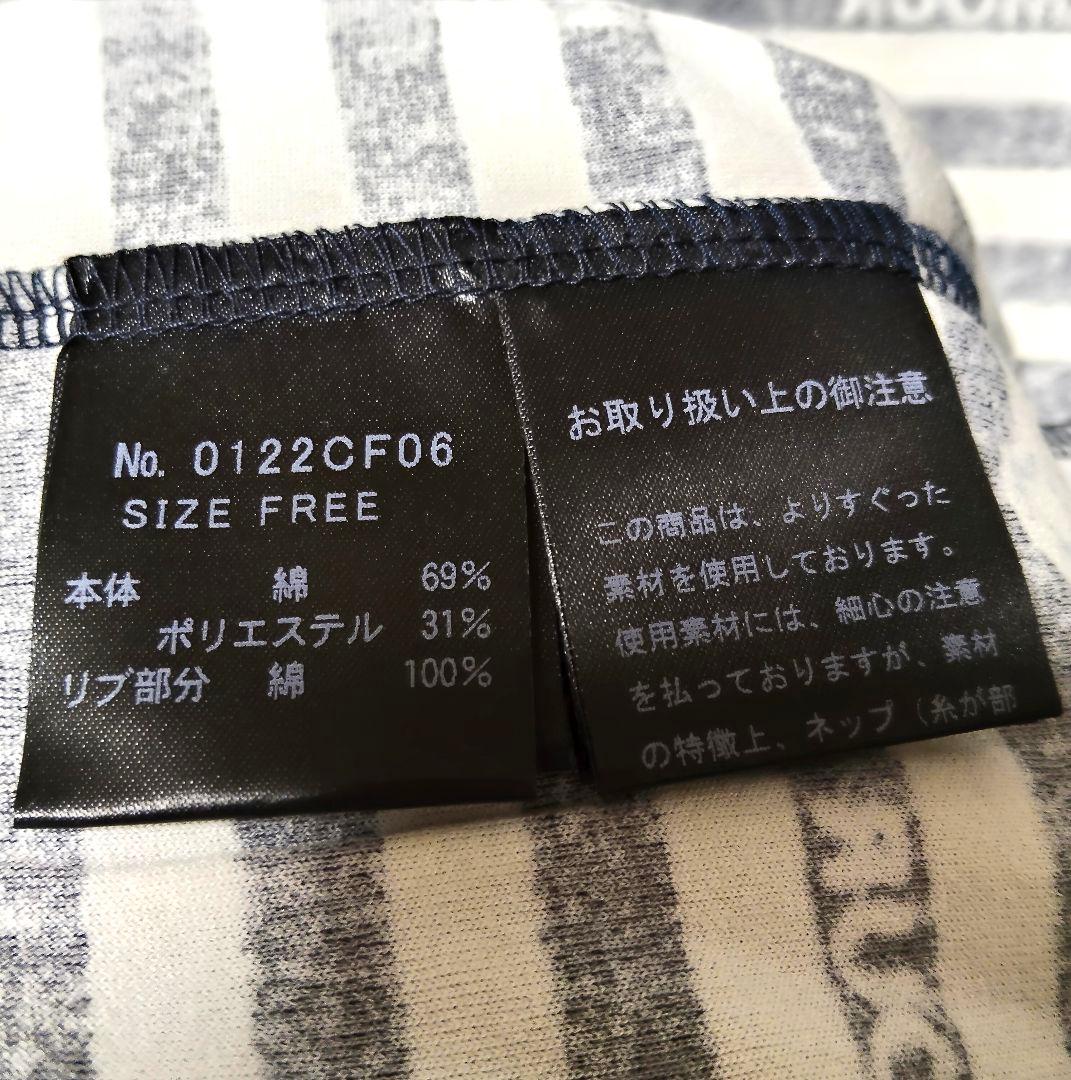 No. 0122CF06
SIZE FREE
本体 綿 69%
ポリエステル 31%
リブ部分 綿 100%
お取り扱い上の御注意
この商品は、よりすぐった
素材を使用しております。
使用素材には、細心の注意
を払っておりますが、素材
の特徴上、ネップ（糸が部